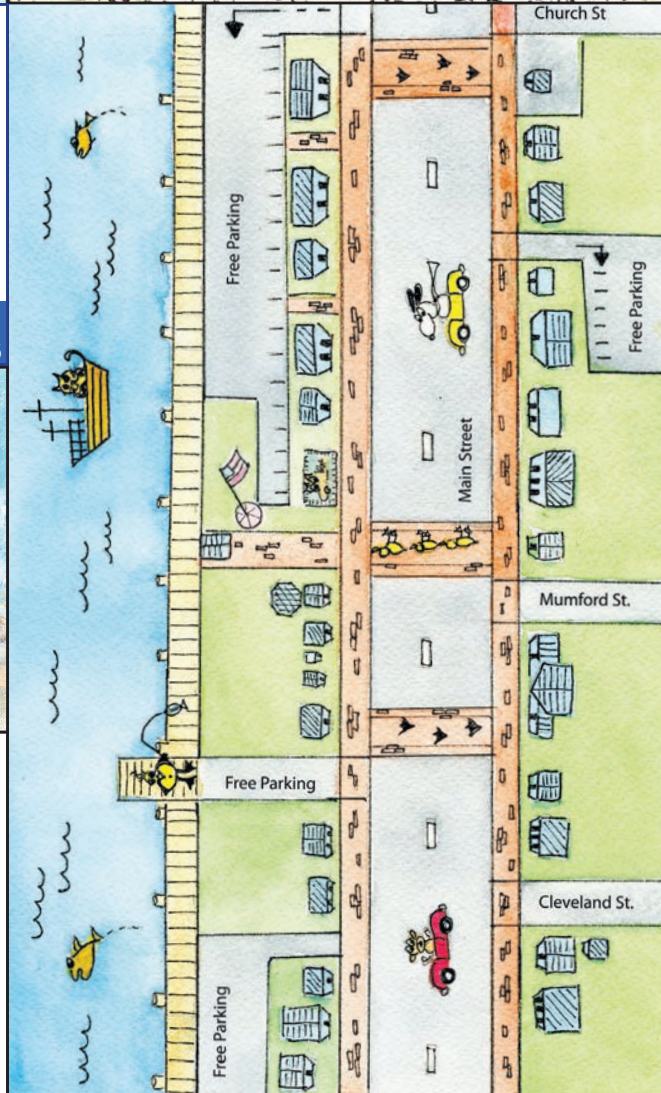 Church St
Free Parking
Free Parking
Main Street
Mumford St.
Free Parking
Cleveland St.
Free Parking